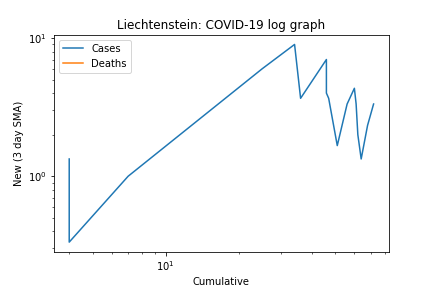 Liechtenstein: COVID-19 log graph
10¹
Cases
Deaths
New (3 day SMA)
10⁰
10¹
Cumulative